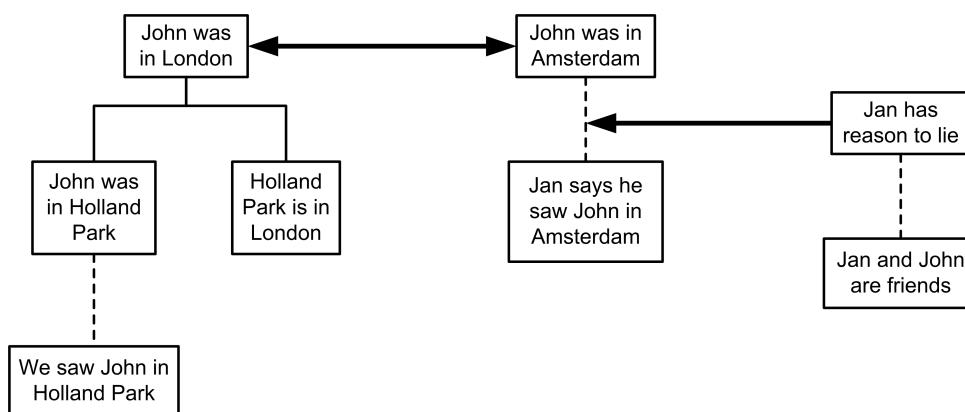 John was
in London
John was in
Amsterdam
Jan has
reason to lie
John was
in Holland
Park
Holland
Park is in
London
Jan says he
saw John in
Amsterdam
Jan and John
are friends
We saw John in
Holland Park